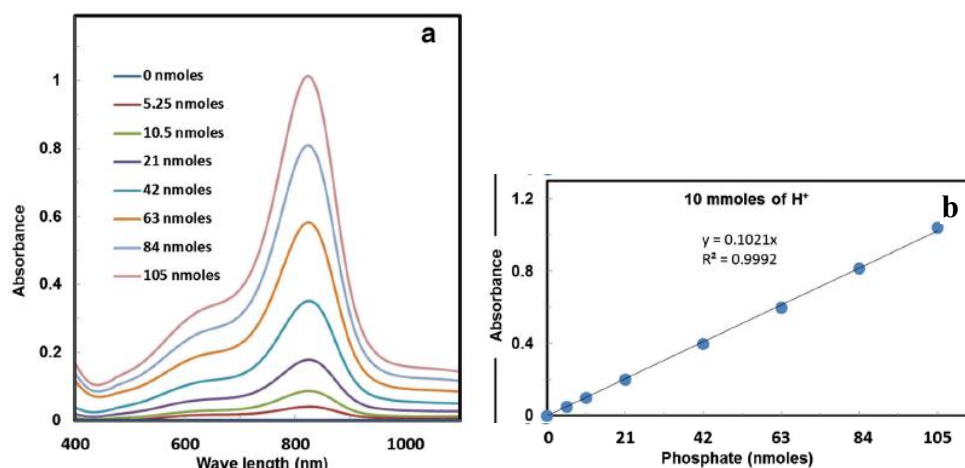 a
0 nmoles
5.25 nmoles
10.5 nmoles
21 nmoles
42 nmoles
63 nmoles
84 nmoles
105 nmoles
Absorbance
1
0.8
0.6
0.4
0.2
0
400 600 800 1000
Wave length (nm)
b
10 mmoles of H⁺
y = 0.1021x
R² = 0.9992
Absorbance
1.2
0.8
0.4
0
0 21 42 63 84 105
Phosphate (nmoles)